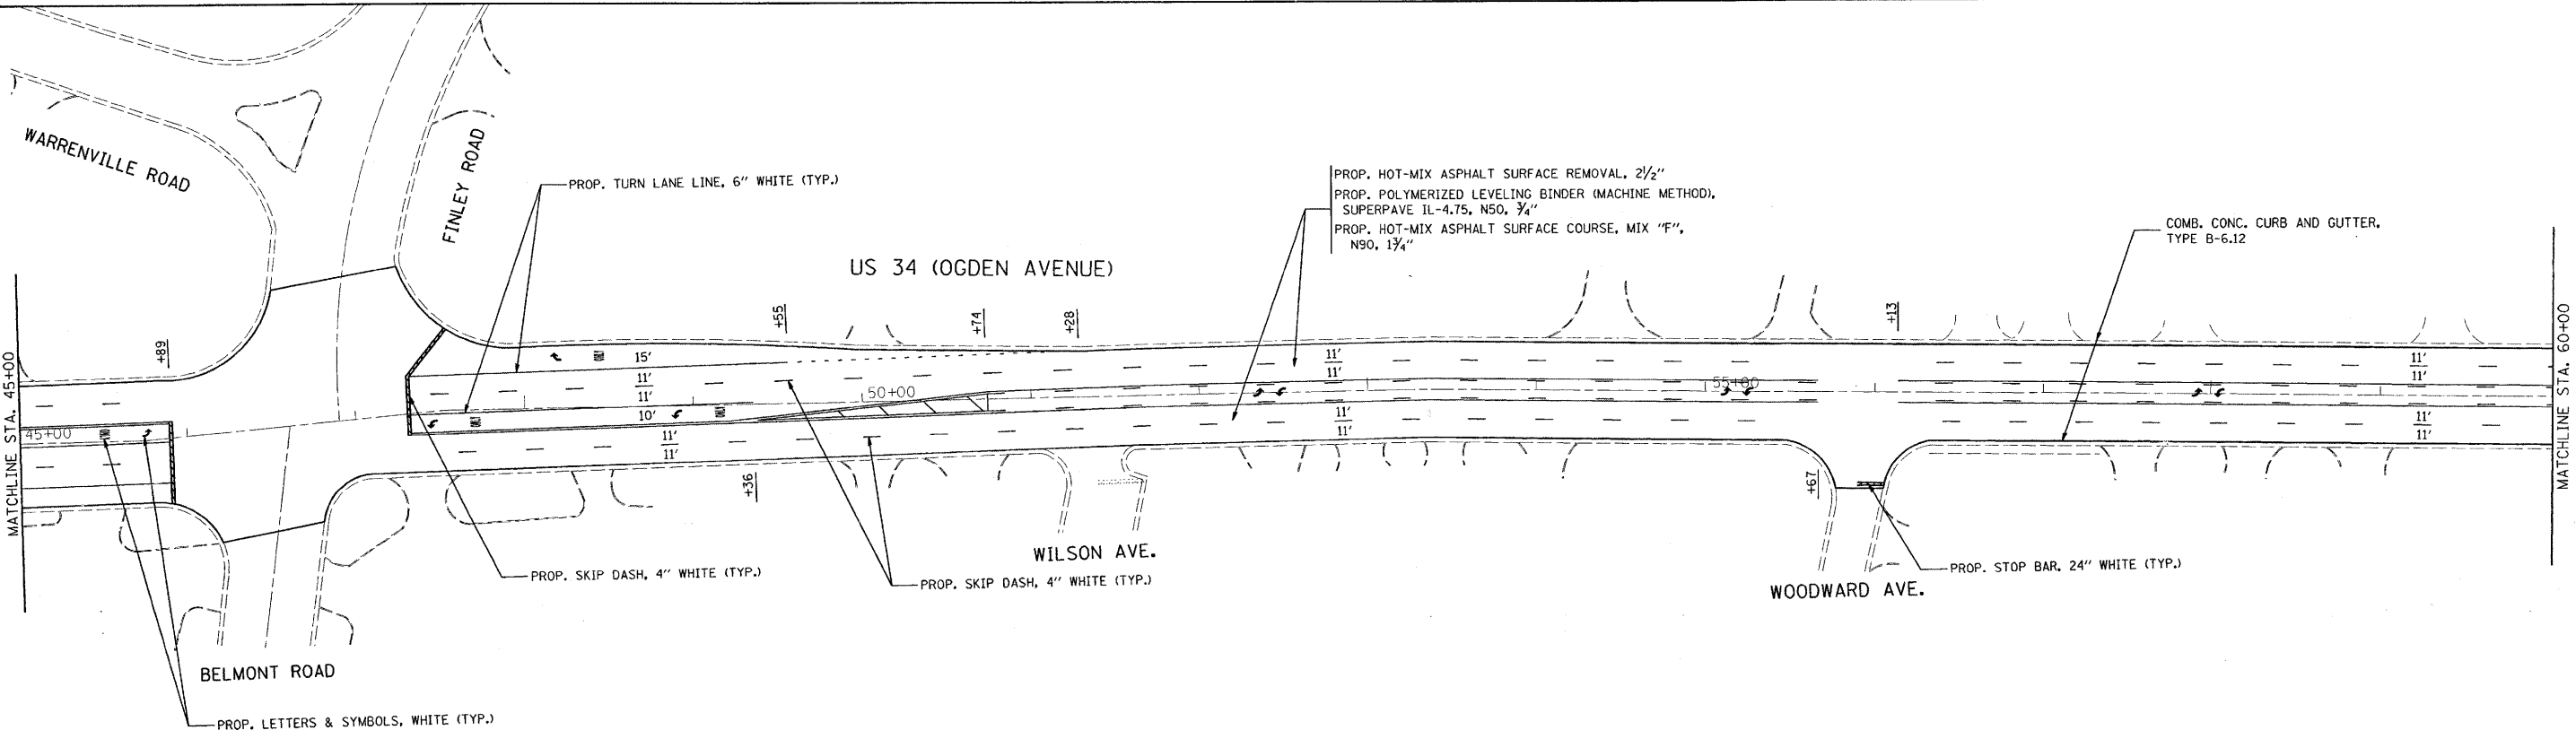 WARRENVILLE ROAD
FINLEY ROAD
PROP. TURN LANE LINE, 6" WHITE (TYP.)
US 34 (OGDEN AVENUE)
PROP. HOT-MIX ASPHALT SURFACE REMOVAL, 2½"
PROP. POLYMERIZED LEVELING BINDER (MACHINE METHOD),
SUPERPAVE IL-4.75, N50, ¾"
PROP. HOT-MIX ASPHALT SURFACE COURSE, MIX "F",
N90, 1¾"
COMB. CONC. CURB AND GUTTER,
TYPE B-6.12
MATCHLINE STA. 45+00
MATCHLINE STA. 60+00
+89
+55
+74
+28
+13
15'
11'
11'
10'
11'
11'
11'
11'
11'
11'
11'
11'
11'
11'
45+00
50+00
55+00
+36
+67
WILSON AVE.
PROP. SKIP DASH, 4" WHITE (TYP.)
PROP. SKIP DASH, 4" WHITE (TYP.)
PROP. STOP BAR, 24" WHITE (TYP.)
WOODWARD AVE.
BELMONT ROAD
PROP. LETTERS & SYMBOLS, WHITE (TYP.)